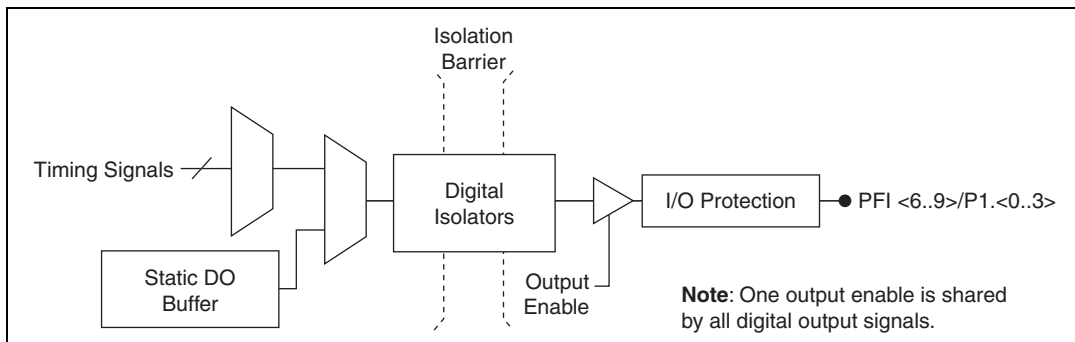 Isolation
Barrier
Timing Signals
Digital
Isolators
I/O Protection
PFI <6..9>/P1.<0..3>
Static DO
Buffer
Output
Enable
Note: One output enable is shared
by all digital output signals.